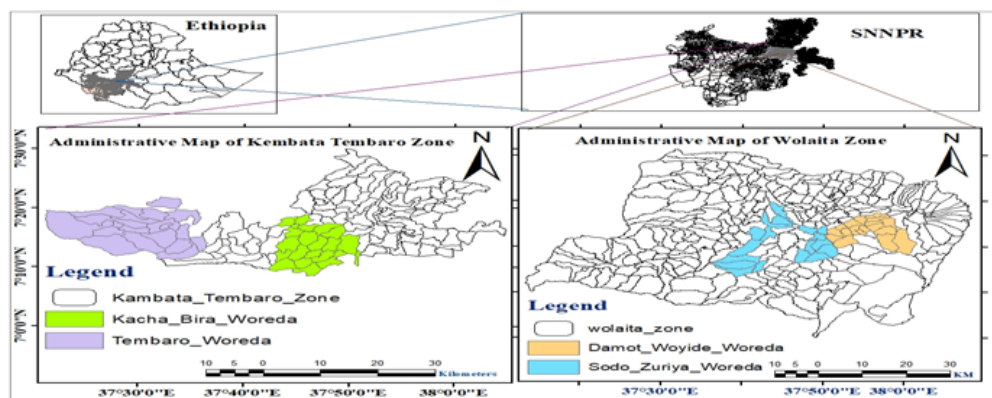 Ethiopia
SNNPR
Administrative Map of Kembata Tembaro Zone
N
7°30'0"N
7°20'0"N
7°10'0"N
7°0'0"N
Legend
Kambata_Tembaro_Zone
Kacha_Bira_Woreda
Tembaro_Woreda
10 5 0 10 20 30
Kilometers
37°30'0"E 37°40'0"E 37°50'0"E 38°0'0"E
Administrative Map of Wolaita Zone
N
Legend
wolaita_zone
Damot_Woyide_Woreda
Sodo_Zuriya_Woreda
10 5 0 10 20 30
KM
37°30'0"E 37°50'0"E 38°0'0"E